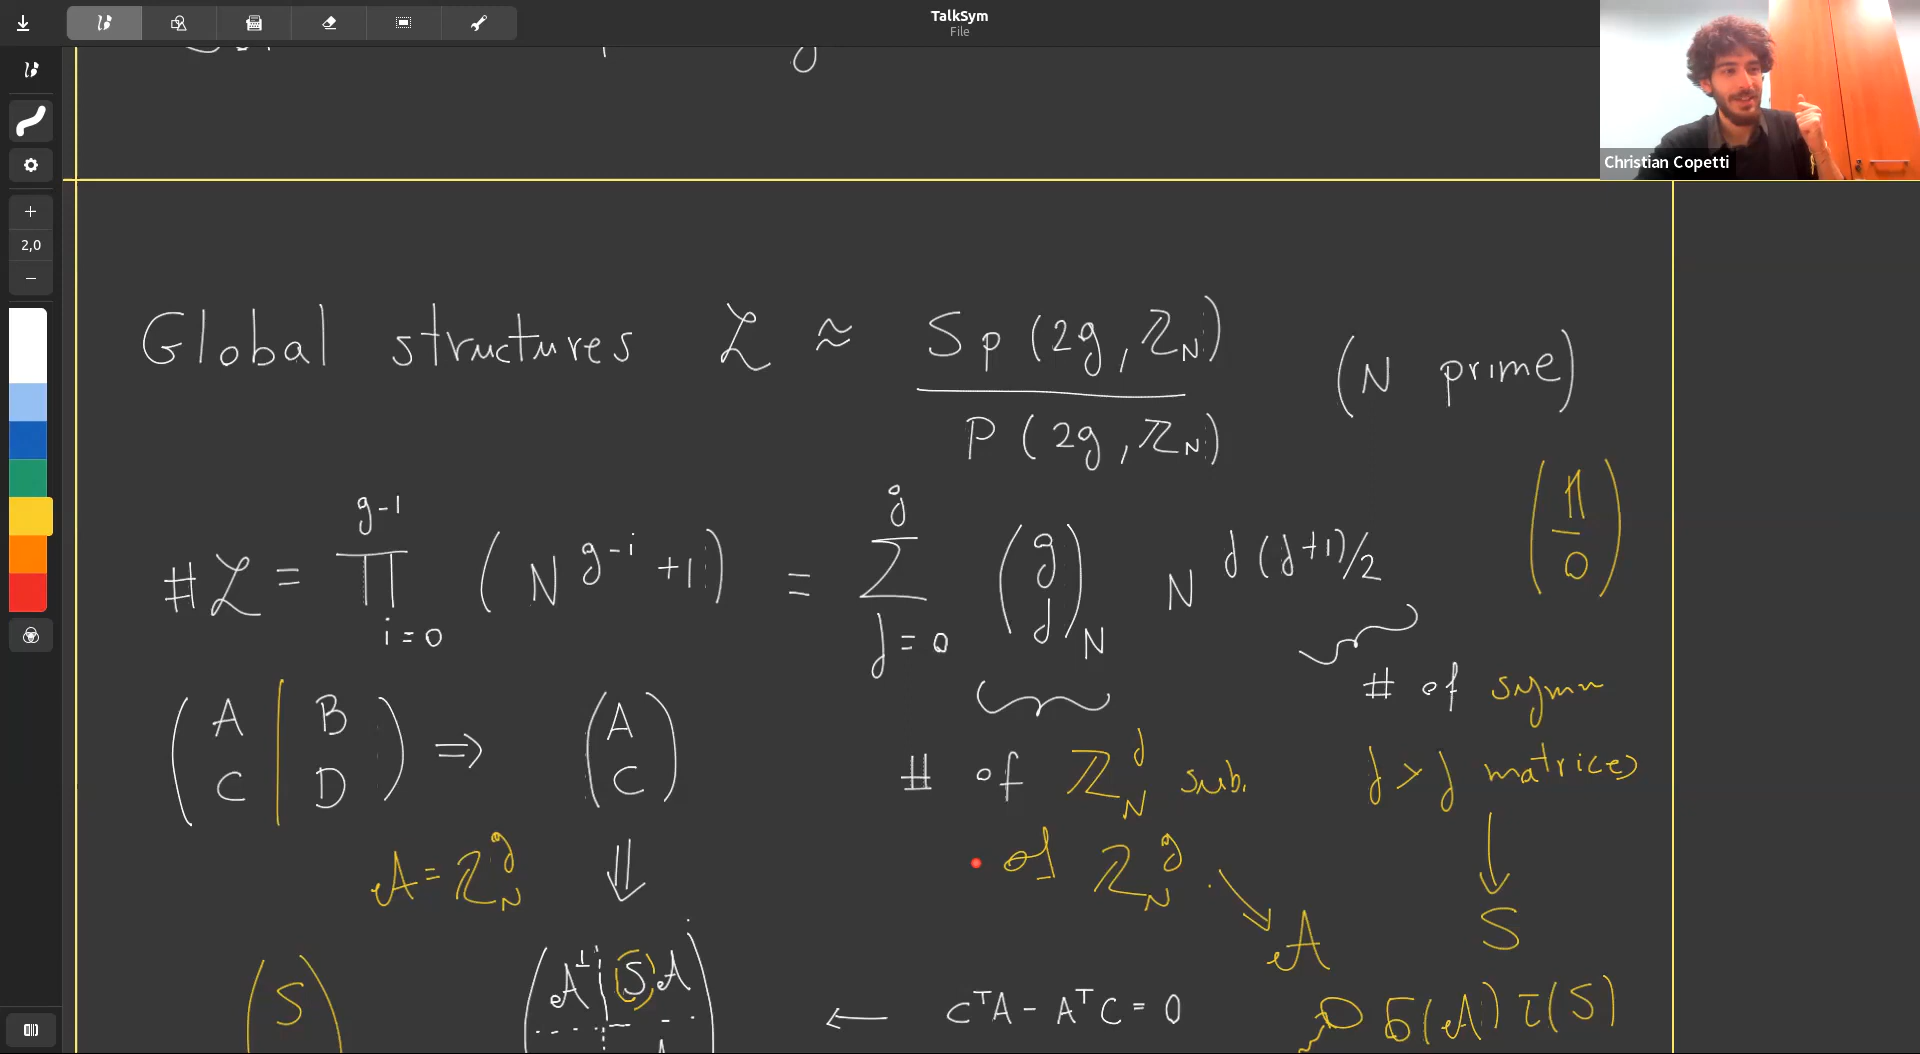 TalkSym
File
Christian Copetti
2,0
Global structures ℒ ≈ Sp(2g, ℤ_N) / P(2g, ℤ_N) (N prime)
#ℒ = ∏_{i=0}^{g-1} (N^{g-i} + 1) = ∑_{j=0}^{g} (g j)_N N^{j(j+1)/2} (𝟙 / 0)
# of symm
j × j matrices
# of ℤ_N^j sub.
of ℤ_N^g → 𝒜
↓ S
(A | B
C | D) ⇒ (A
C)
𝒜 = ℤ_N^g ⇓
(S
(𝒜^⊥ | S𝒜
← C^T A - A^T C = 0
σ(𝒜) τ(S)